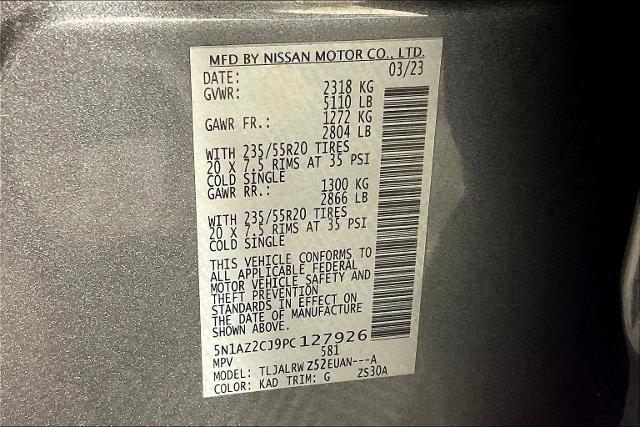 MFD BY NISSAN MOTOR CO., LTD.
DATE: 03/23
GVWR: 2318 KG
5110 LB
GAWR FR.: 1272 KG
2804 LB
WITH 235/55R20 TIRES
20 X 7.5 RIMS AT 35 PSI
COLD SINGLE
GAWR RR.: 1300 KG
2866 LB
WITH 235/55R20 TIRES
20 X 7.5 RIMS AT 35 PSI
COLD SINGLE
THIS VEHICLE CONFORMS TO
ALL APPLICABLE FEDERAL
MOTOR VEHICLE SAFETY AND
THEFT PREVENTION
STANDARDS IN EFFECT ON
THE DATE OF MANUFACTURE
SHOWN ABOVE.
5N1AZ2CJ9PC127926
MPV 581
MODEL: TLJALRWZ52EUAN---A
COLOR: KAD TRIM: G ZS30A